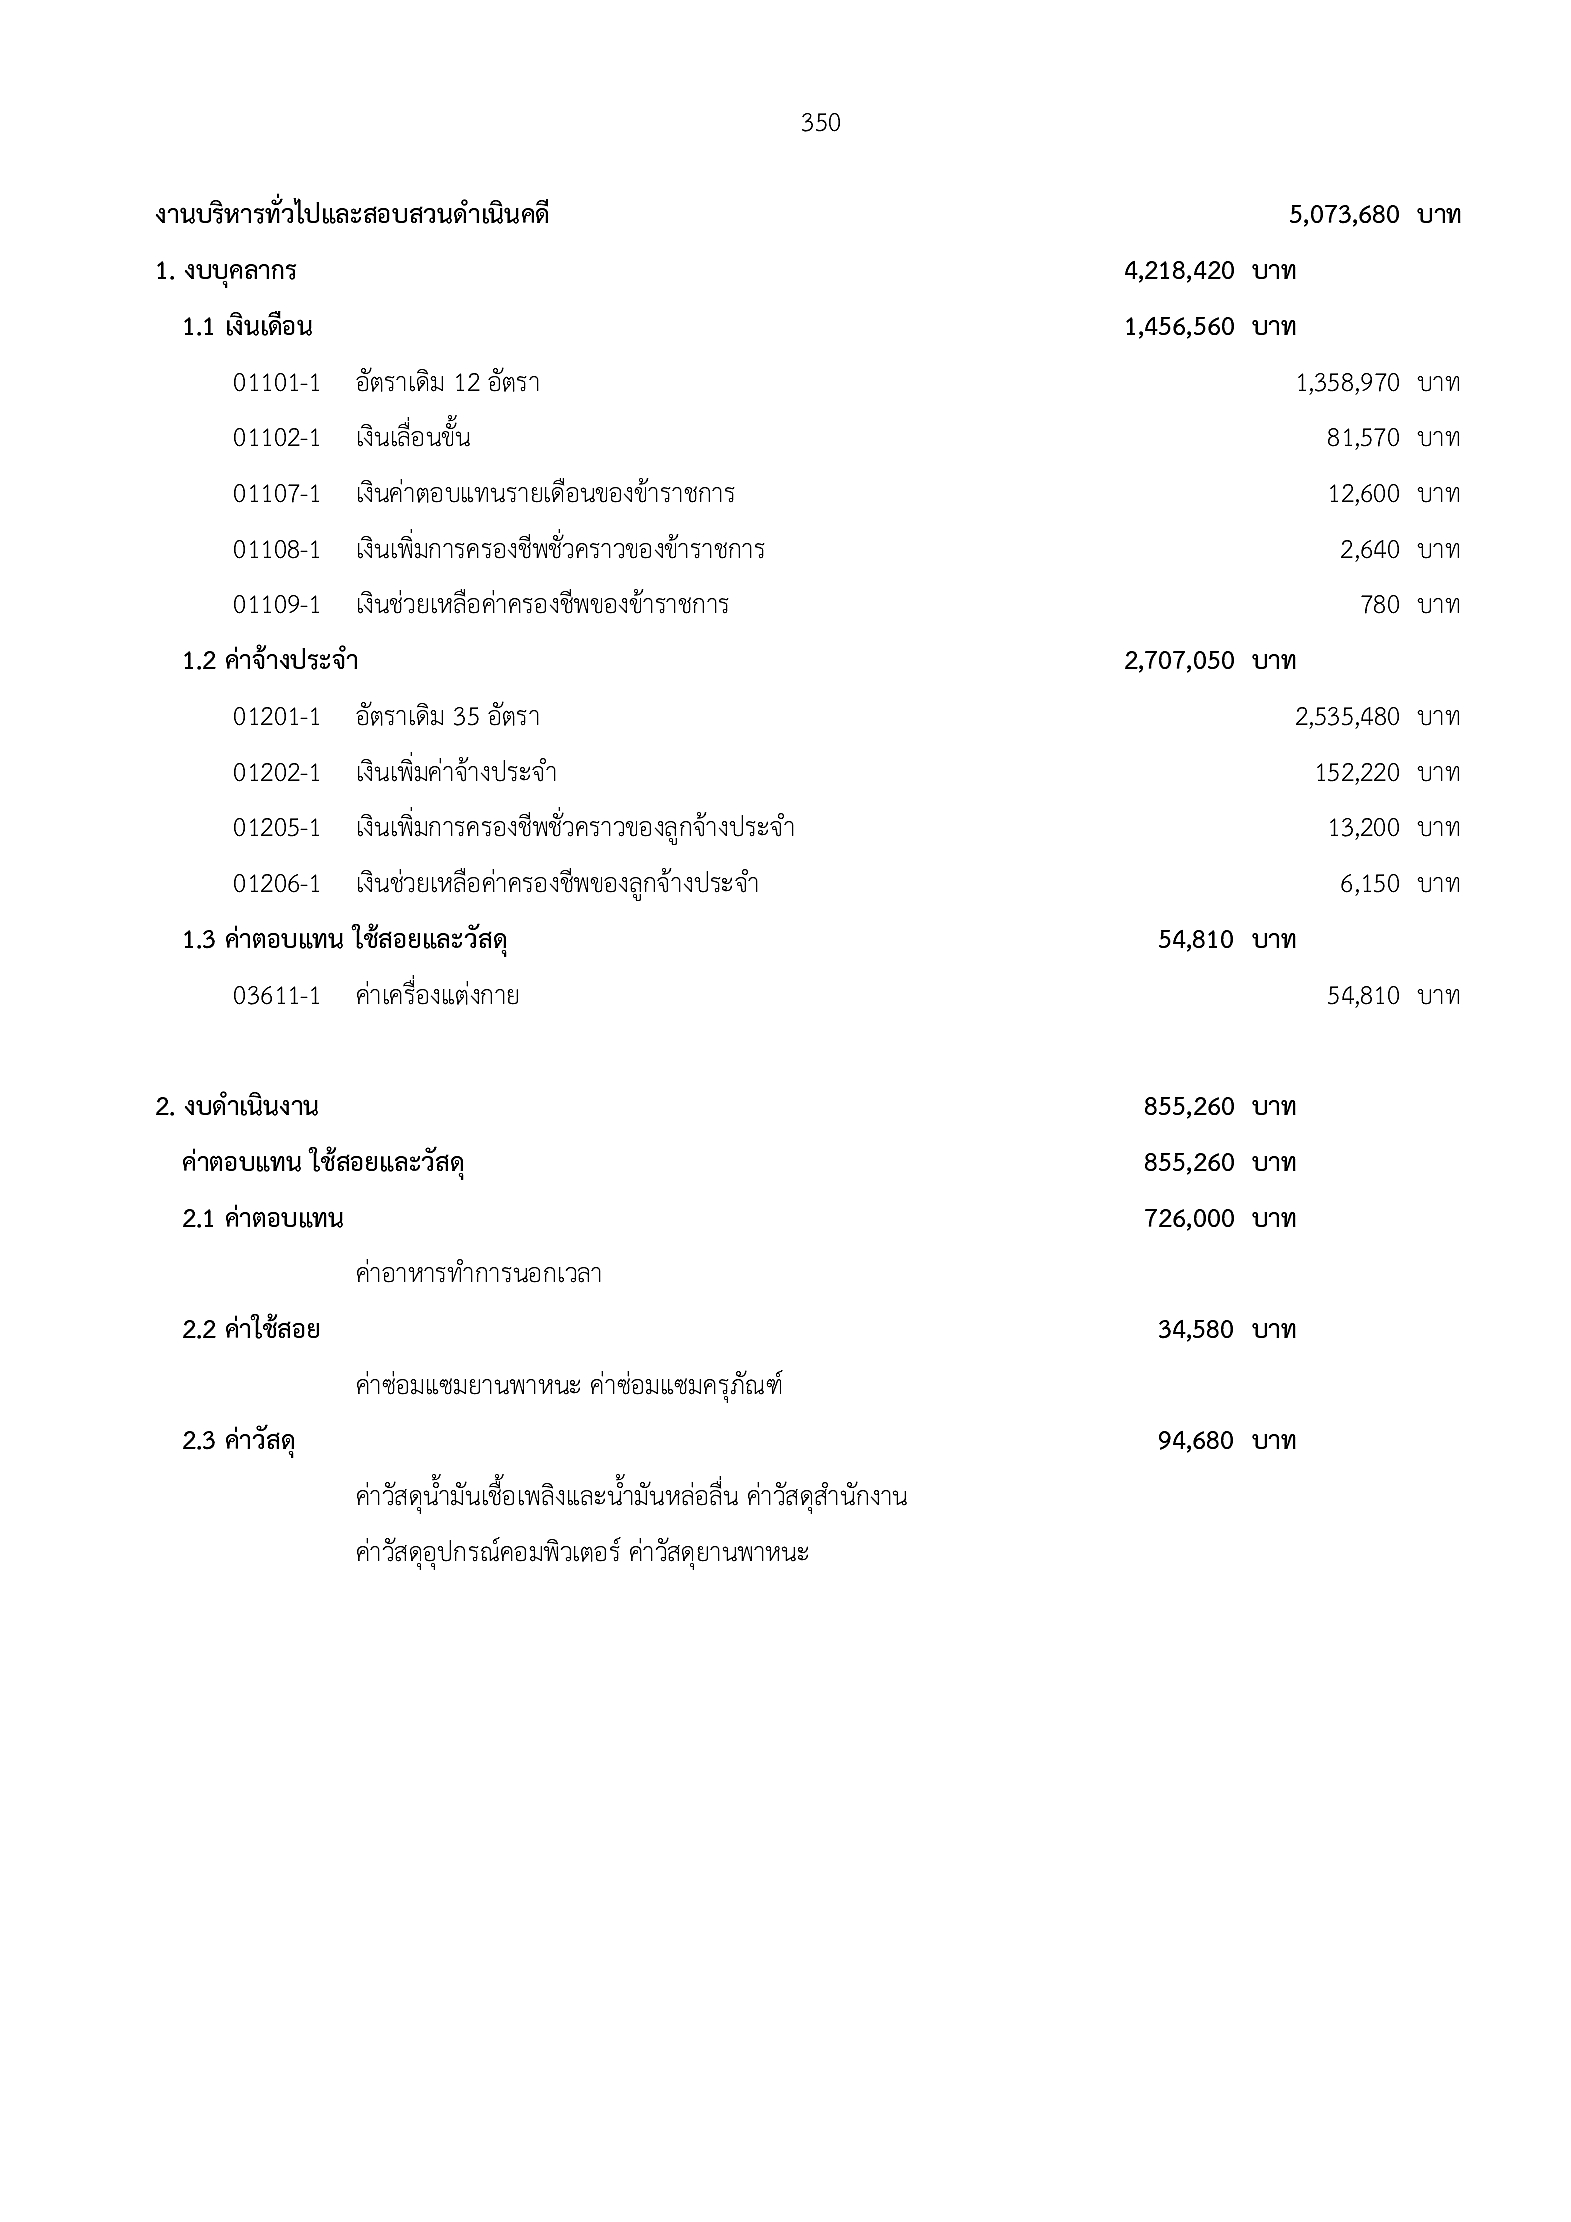 350
งานบริหารทั่วไปและสอบสวนดำเนินคดี 5,073,680 บาท
1. งบบุคลากร 4,218,420 บาท
1.1 เงินเดือน 1,456,560 บาท
01101-1 อัตราเดิม 12 อัตรา 1,358,970 บาท
01102-1 เงินเลื่อนขั้น 81,570 บาท
01107-1 เงินค่าตอบแทนรายเดือนของข้าราชการ 12,600 บาท
01108-1 เงินเพิ่มการครองชีพชั่วคราวของข้าราชการ 2,640 บาท
01109-1 เงินช่วยเหลือค่าครองชีพของข้าราชการ 780 บาท
1.2 ค่าจ้างประจำ 2,707,050 บาท
01201-1 อัตราเดิม 35 อัตรา 2,535,480 บาท
01202-1 เงินเพิ่มค่าจ้างประจำ 152,220 บาท
01205-1 เงินเพิ่มการครองชีพชั่วคราวของลูกจ้างประจำ 13,200 บาท
01206-1 เงินช่วยเหลือค่าครองชีพของลูกจ้างประจำ 6,150 บาท
1.3 ค่าตอบแทน ใช้สอยและวัสดุ 54,810 บาท
03611-1 ค่าเครื่องแต่งกาย 54,810 บาท
2. งบดำเนินงาน 855,260 บาท
ค่าตอบแทน ใช้สอยและวัสดุ 855,260 บาท
2.1 ค่าตอบแทน 726,000 บาท
ค่าอาหารทำการนอกเวลา
2.2 ค่าใช้สอย 34,580 บาท
ค่าซ่อมแซมยานพาหนะ ค่าซ่อมแซมครุภัณฑ์
2.3 ค่าวัสดุ 94,680 บาท
ค่าวัสดุน้ำมันเชื้อเพลิงและน้ำมันหล่อลื่น ค่าวัสดุสำนักงาน
ค่าวัสดุอุปกรณ์คอมพิวเตอร์ ค่าวัสดุยานพาหนะ